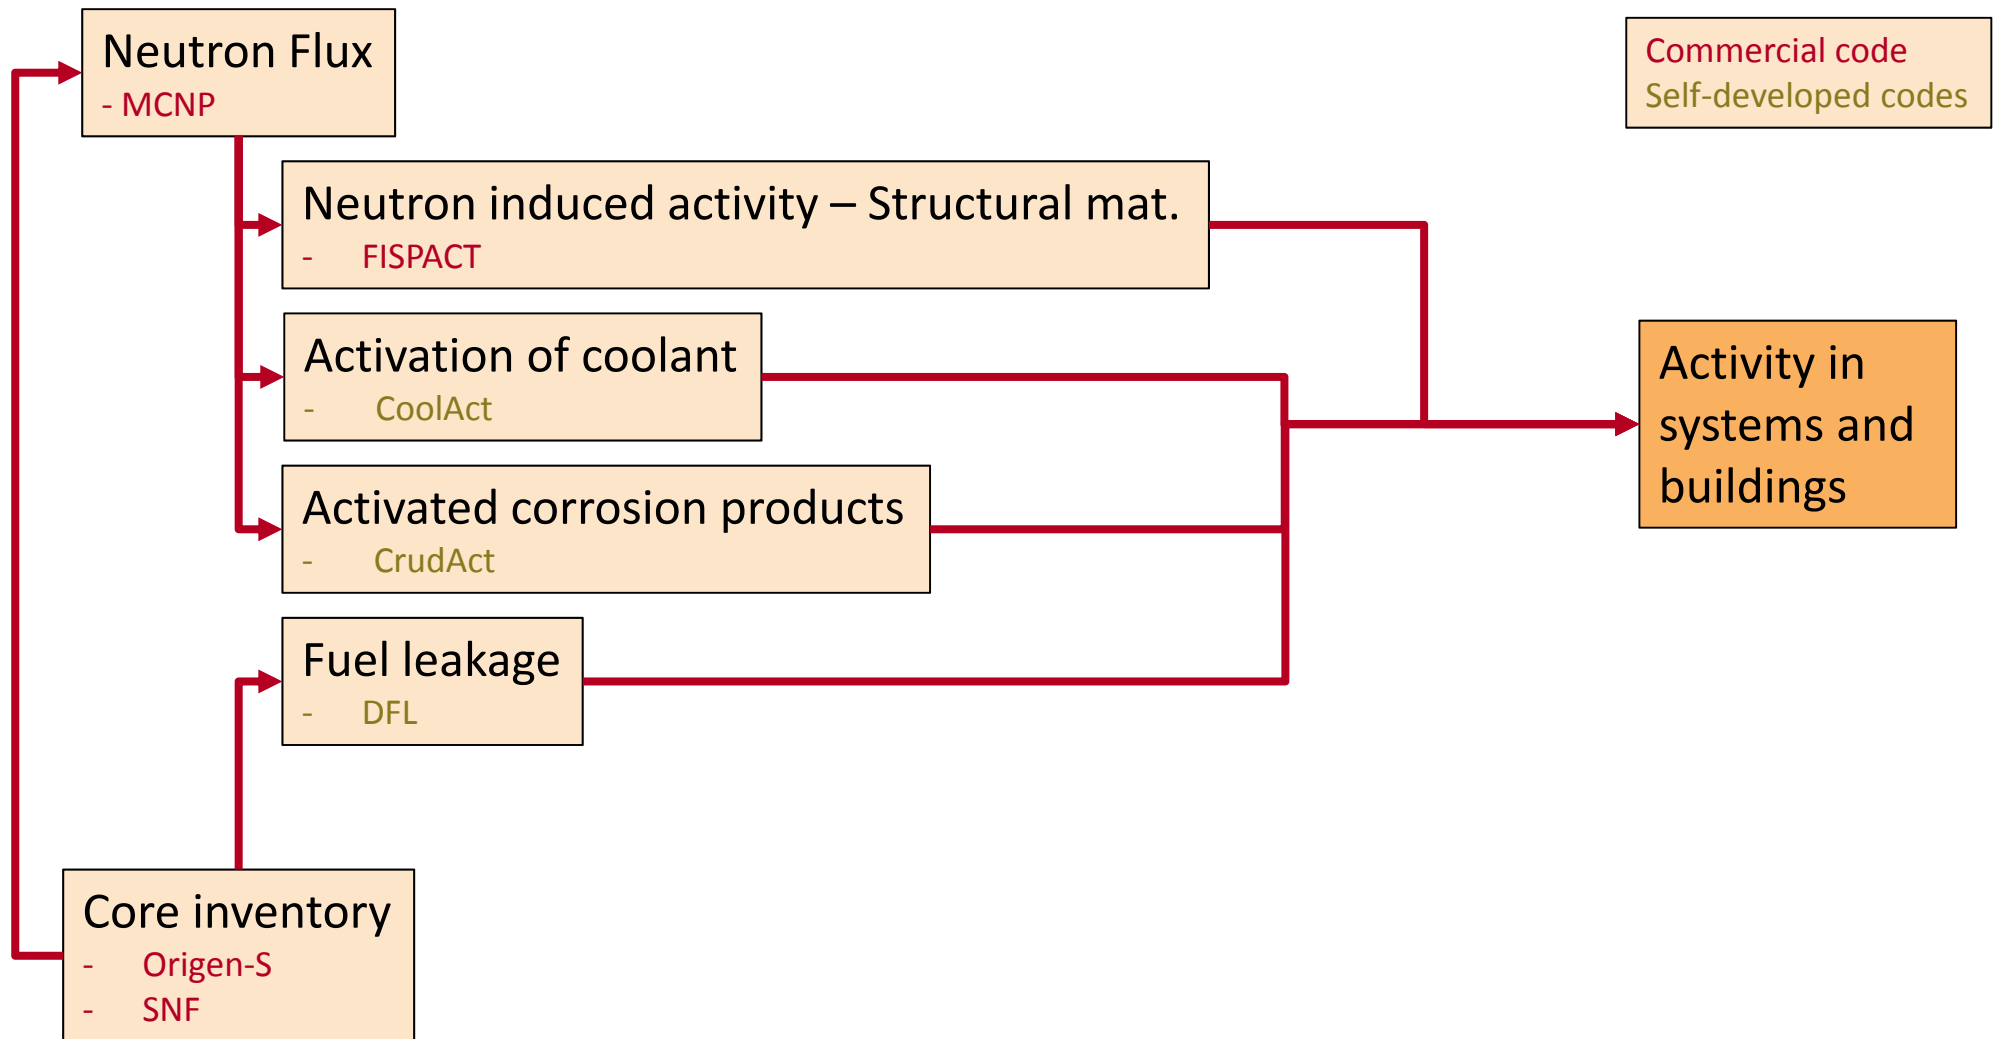 Neutron Flux
- MCNP
Commercial code
Self-developed codes
Neutron induced activity – Structural mat.
- FISPACT
Activation of coolant
- CoolAct
Activity in
systems and
buildings
Activated corrosion products
- CrudAct
Fuel leakage
- DFL
Core inventory
- Origen-S
- SNF